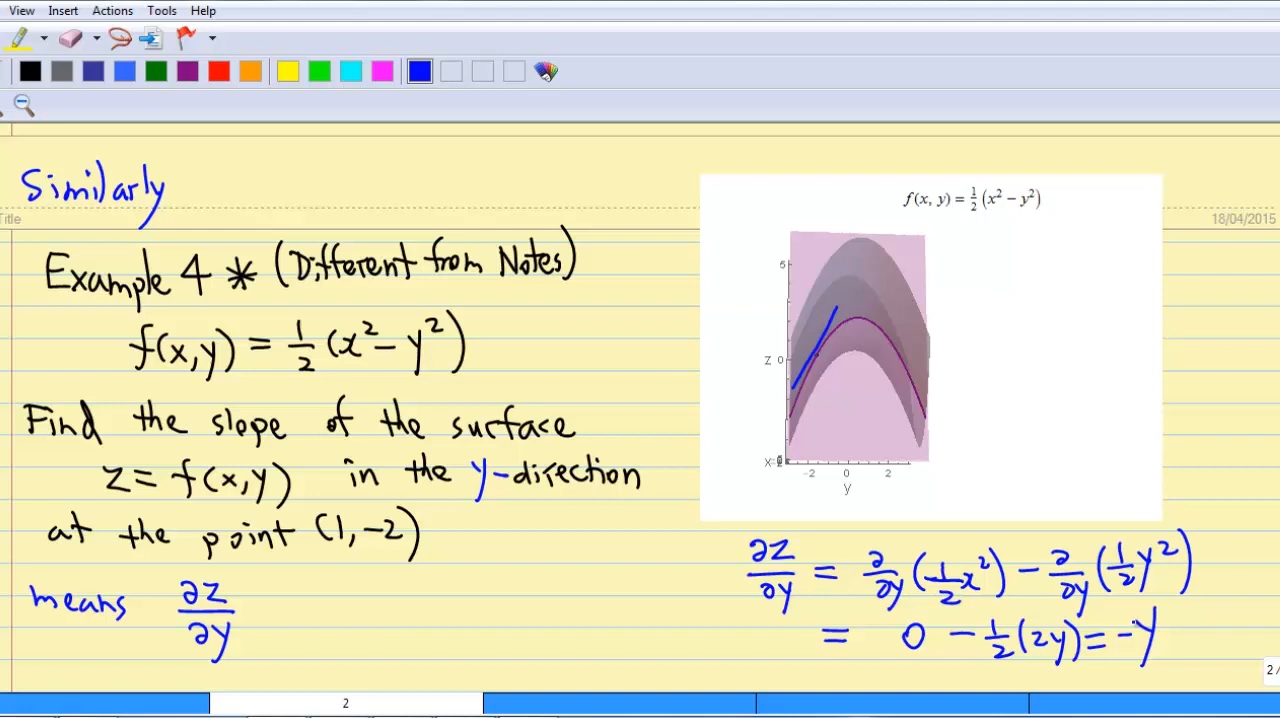 View Insert Actions Tools Help
Similarly
Title
18/04/2015
Example 4 * (Different from Notes)
f(x,y) = 1/2 (x² − y²)
Find the slope of the surface
z = f(x,y) in the y-direction
at the point (1,−2)
means ∂z/∂y
f(x, y) = 1/2 (x² − y²)
5
z 0
−2 0 2
y
∂z/∂y = ∂/∂y (1/2 x²) − ∂/∂y (1/2 y²)
= 0 − 1/2 (2y) = −y
2 /
2